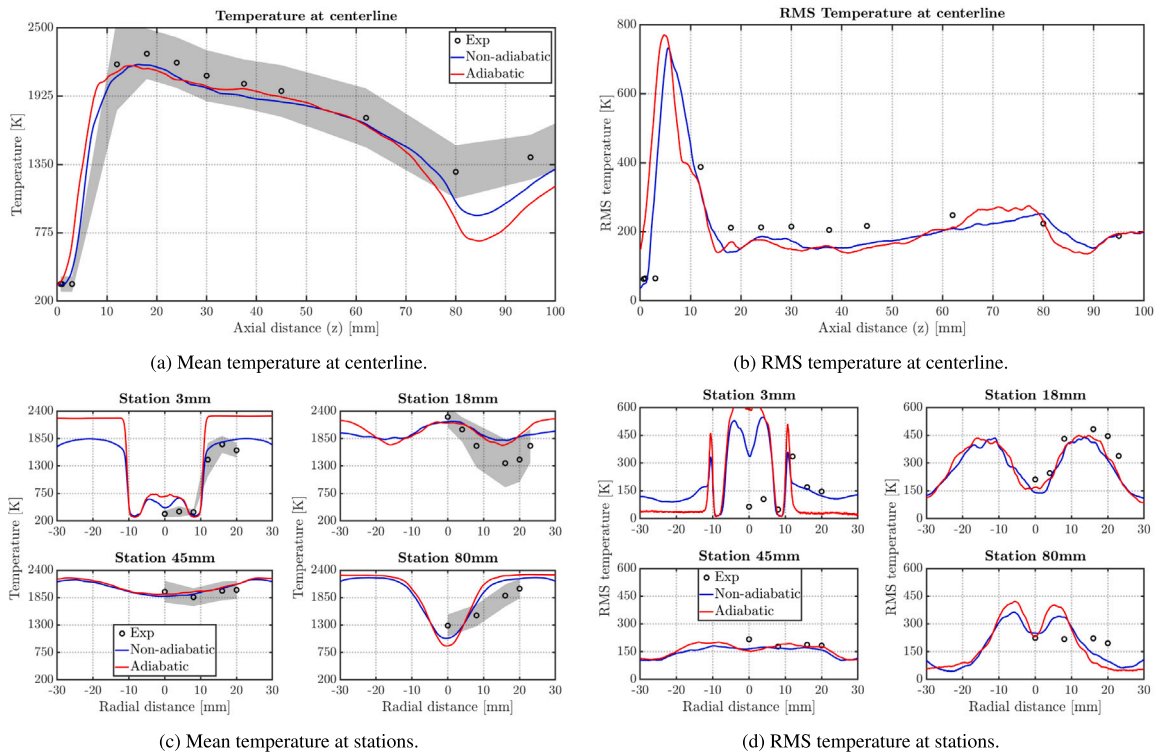 Temperature at centerline
2500
1925
1350
775
200
Temperature [K]
Exp
Non-adiabatic
Adiabatic
0 10 20 30 40 50 60 70 80 90 100
Axial distance (z) [mm]
(a) Mean temperature at centerline.
RMS Temperature at centerline
800
600
400
200
0
RMS temperature [K]
0 10 20 30 40 50 60 70 80 90 100
Axial distance (z) [mm]
(b) RMS temperature at centerline.
Station 3mm
2400
1850
1300
750
200
-30 -20 -10 0 10 20 30
Station 18mm
2400
1850
1300
750
200
-30 -20 -10 0 10 20 30
Temperature [K]
Temperature [K]
Station 45mm
2400
1850
1300
750
200
Exp
Non-adiabatic
Adiabatic
-30 -20 -10 0 10 20 30
Radial distance [mm]
Station 80mm
2400
1850
1300
750
200
-30 -20 -10 0 10 20 30
Radial distance [mm]
(c) Mean temperature at stations.
Station 3mm
600
450
300
150
0
-30 -20 -10 0 10 20 30
Station 18mm
600
450
300
150
0
-30 -20 -10 0 10 20 30
RMS temperature [K]
RMS temperature [K]
Station 45mm
600
450
300
150
0
Exp
Non-adiabatic
Adiabatic
-30 -20 -10 0 10 20 30
Radial distance [mm]
Station 80mm
600
450
300
150
0
-30 -20 -10 0 10 20 30
Radial distance [mm]
(d) RMS temperature at stations.